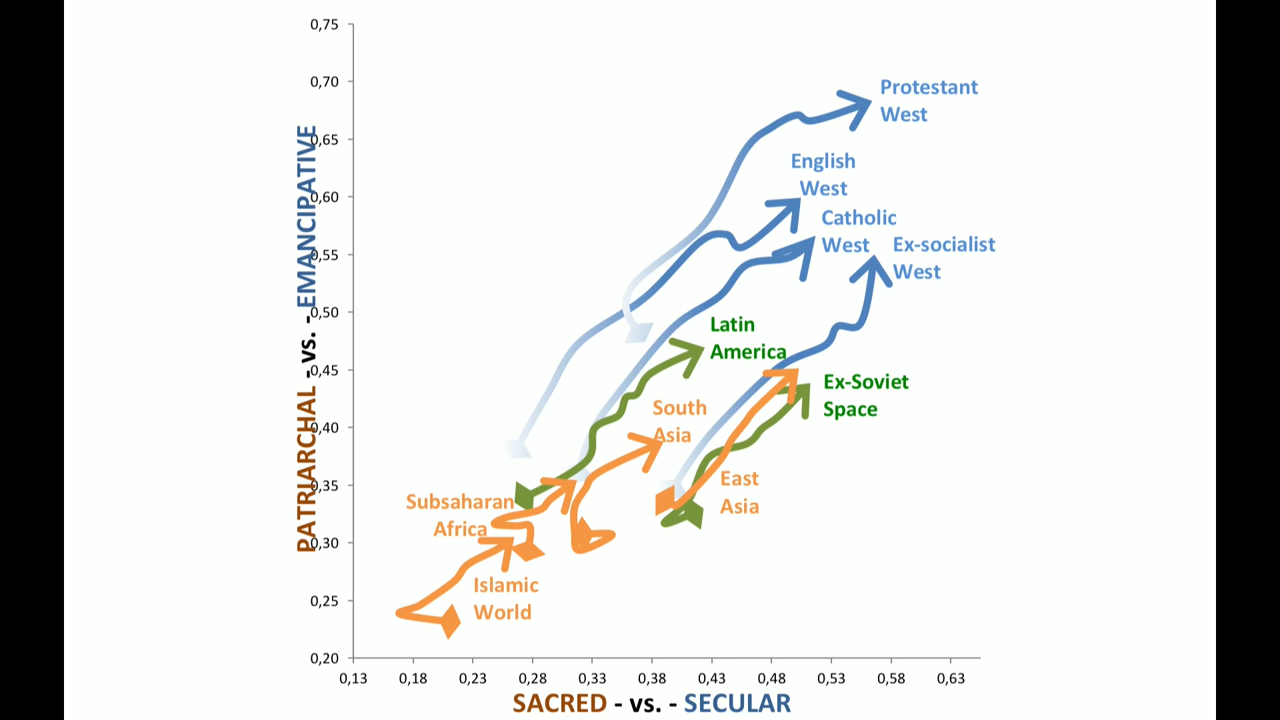 0,75
0,70
0,65
0,60
0,55
0,50
0,45
0,40
0,35
0,30
0,25
0,20
PATRIARCHAL - vs. - EMANCIPATIVE
Protestant
West
English
West
Catholic
West
Ex-socialist
West
Latin
America
Ex-Soviet
Space
South
Asia
East
Asia
Subsaharan
Africa
Islamic
World
0,13 0,18 0,23 0,28 0,33 0,38 0,43 0,48 0,53 0,58 0,63
SACRED - vs. - SECULAR